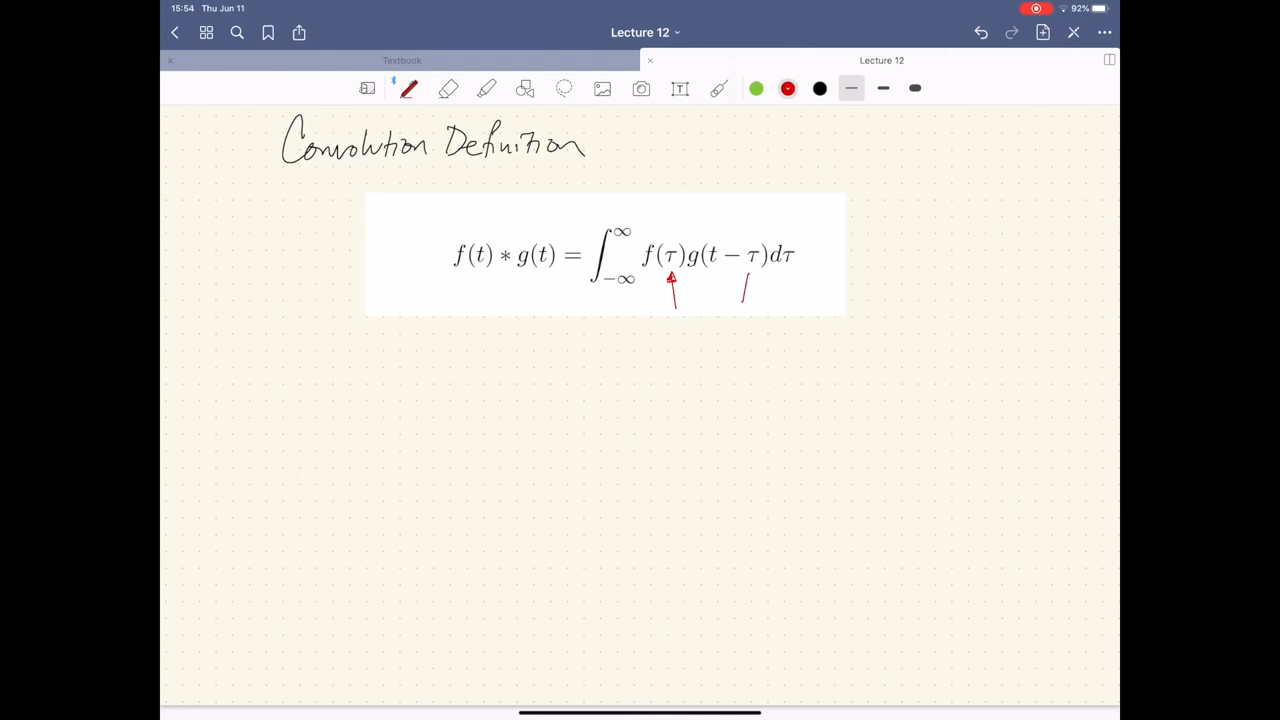 15:54 Thu Jun 11 92%
Lecture 12
Textbook Lecture 12
T
Convolution Definition
f(t) ∗ g(t) = ∫_{-∞}^{∞} f(τ)g(t − τ)dτ